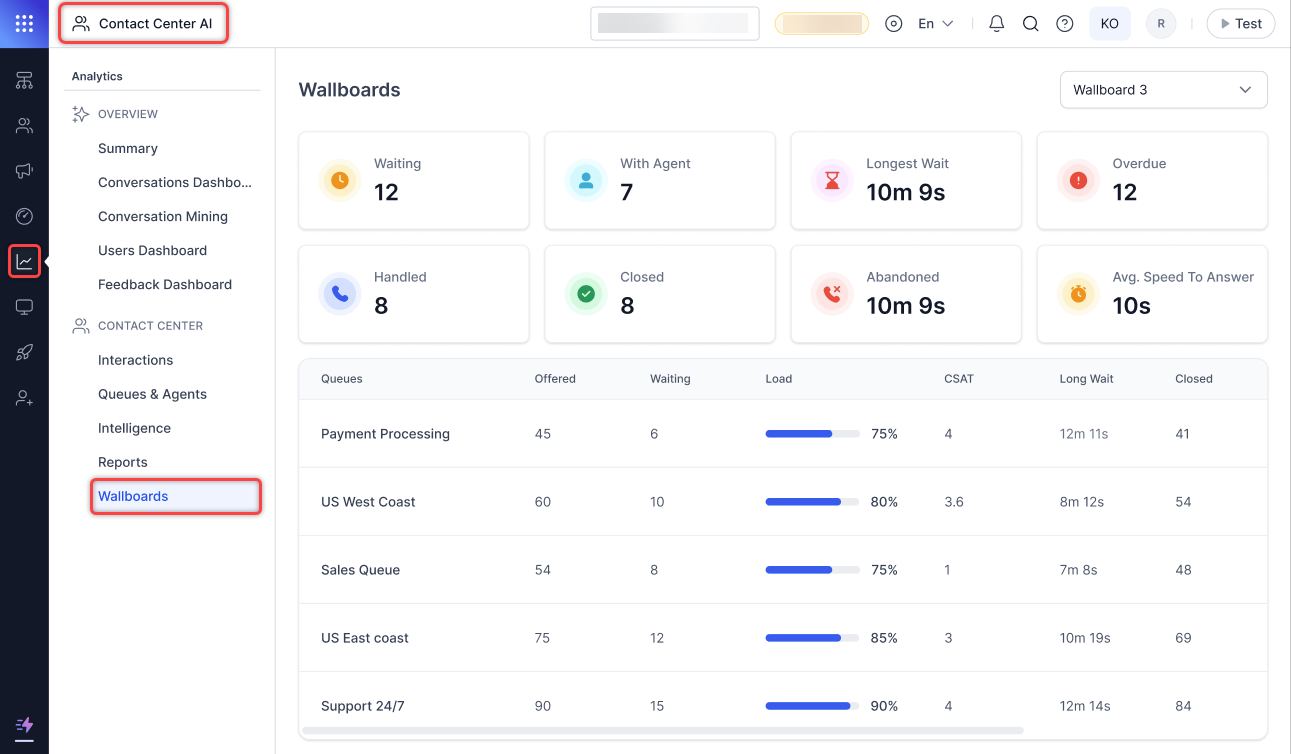 Contact Center AI
En
KO
R
Test
Analytics
OVERVIEW
Summary
Conversations Dashbo...
Conversation Mining
Users Dashboard
Feedback Dashboard
CONTACT CENTER
Interactions
Queues & Agents
Intelligence
Reports
Wallboards
Wallboards
Wallboard 3
Waiting
12
With Agent
7
Longest Wait
10m 9s
Overdue
12
Handled
8
Closed
8
Abandoned
10m 9s
Avg. Speed To Answer
10s
Queues Offered Waiting Load CSAT Long Wait Closed
Payment Processing 45 6 75% 4 12m 11s 41
US West Coast 60 10 80% 3.6 8m 12s 54
Sales Queue 54 8 75% 1 7m 8s 48
US East coast 75 12 85% 3 10m 19s 69
Support 24/7 90 15 90% 4 12m 14s 84